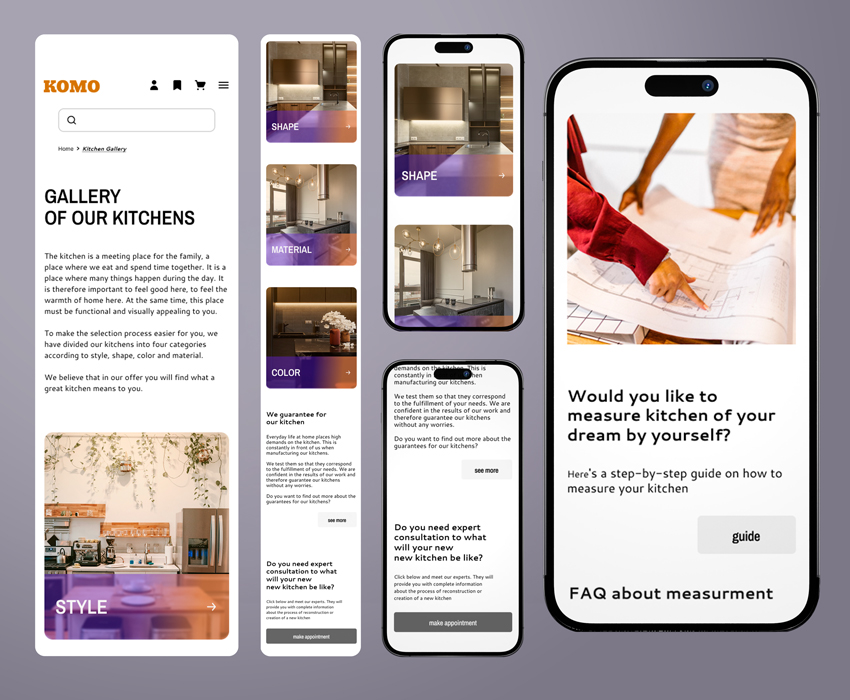 KOMO
Home > Kitchen Gallery
GALLERY
OF OUR KITCHENS
The kitchen is a meeting place for the family, a
place where we eat and spend time together. It is a
place where many things happen during the day. It
is therefore important to feel good here, to feel the
warmth of home here. At the same time, this place
must be functional and visually appealing to you.
To make the selection process easier for you, we
have divided our kitchens into four categories
according to style, shape, color and material.
We believe that in our offer you will find what a
great kitchen means to you.
STYLE
SHAPE
MATERIAL
COLOR
We guarantee for
our kitchen
Everyday life at home places high
demands on the kitchen. This is
constantly in front of us when
manufacturing our kitchens.
We test them so that they correspond
to the fulfillment of your needs. We are
confident in the results of our work and
therefore guarantee our kitchens
without any worries.
Do you want to find out more about the
guarantees for our kitchens?
see more
Do you need expert
consultation to what
will your new
new kitchen be like?
Click below and meet our experts. They will
provide you with complete information
about the process of reconstruction or
creation of a new kitchen
make appointment
SHAPE
demands on the kitchen. This is
constantly in hen
manufacturing our kitchens.
We test them so that they correspond
to the fulfillment of your needs. We are
confident in the results of our work and
therefore guarantee our kitchens
without any worries.
Do you want to find out more about the
guarantees for our kitchens?
see more
Do you need expert
consultation to what
will your new
new kitchen be like?
Click below and meet our experts. They will
provide you with complete information
about the process of reconstruction or
creation of a new kitchen
make appointment
Would you like to
measure kitchen of your
dream by yourself?
Here's a step-by-step guide on how to
measure your kitchen
guide
FAQ about measurment